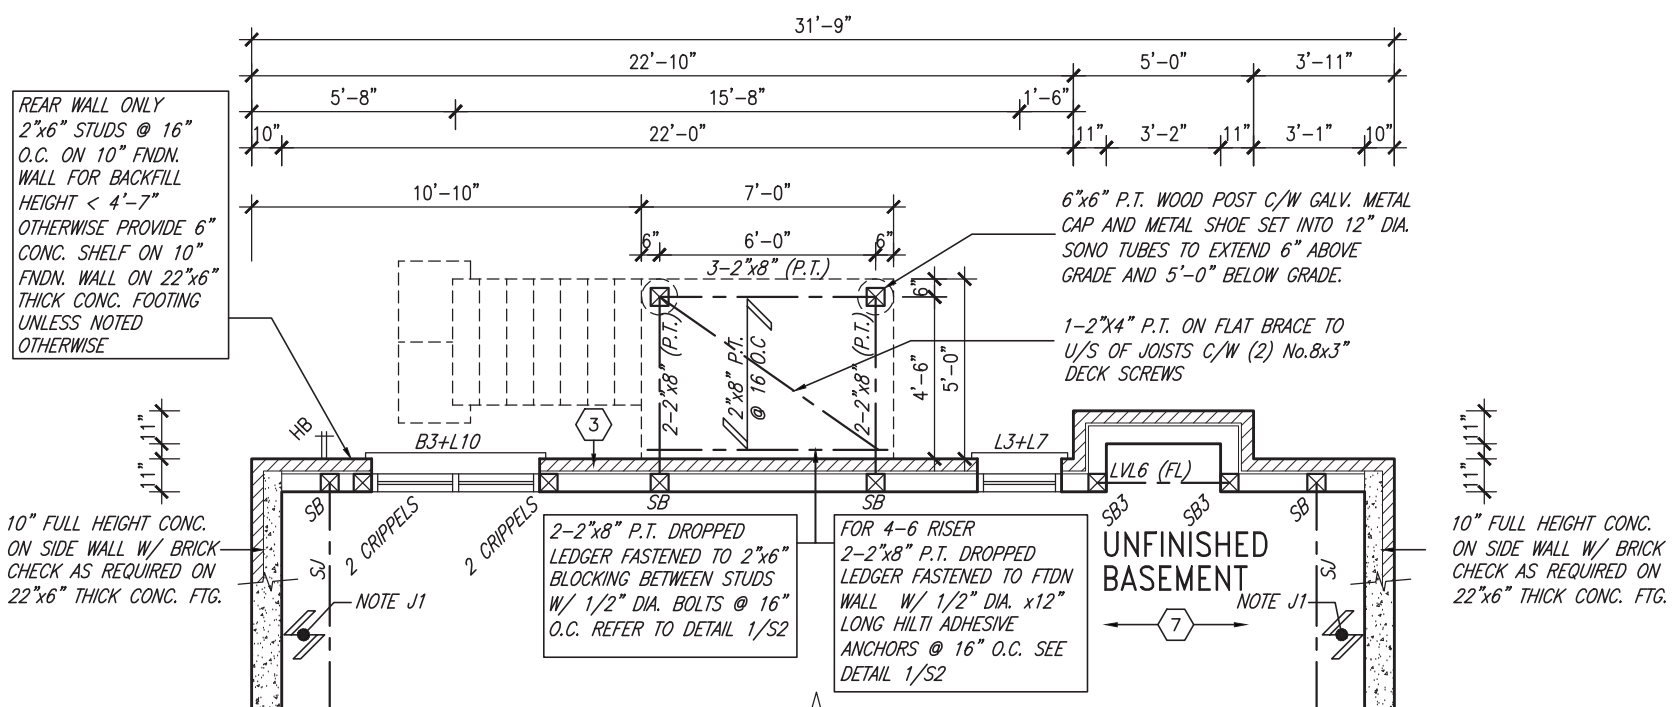 31'-9"
22'-10" 5'-0" 3'-11"
5'-8" 15'-8" 1'-6"
10" 22'-0" 11" 3'-2" 11" 3'-1" 10"
10'-10" 7'-0"
6" 6'-0" 6"
REAR WALL ONLY
2"x6" STUDS @ 16"
O.C. ON 10" FNDN.
WALL FOR BACKFILL
HEIGHT < 4'-7"
OTHERWISE PROVIDE 6"
CONC. SHELF ON 10"
FNDN. WALL ON 22"x6"
THICK CONC. FOOTING
UNLESS NOTED
OTHERWISE
6"x6" P.T. WOOD POST C/W GALV. METAL
CAP AND METAL SHOE SET INTO 12" DIA.
SONO TUBES TO EXTEND 6" ABOVE
GRADE AND 5'-0" BELOW GRADE.
3-2"x8" (P.T.)
6"
2-2"x8" (P.T.)
2"x8" P.T.
@ 16 O.C
2-2"x8" (P.T.)
4'-6"
5'-0"
1-2"X4" P.T. ON FLAT BRACE TO
U/S OF JOISTS C/W (2) No.8x3"
DECK SCREWS
11"
11"
HB
B3+L10
3
L3+L7
LVL6 (FL)
11"
11"
SB
2 CRIPPELS
2 CRIPPELS
SB
SB
SB3
SB3
SB
10" FULL HEIGHT CONC.
ON SIDE WALL W/ BRICK
CHECK AS REQUIRED ON
22"x6" THICK CONC. FTG.
SJ
NOTE J1
2-2"x8" P.T. DROPPED
LEDGER FASTENED TO 2"x6"
BLOCKING BETWEEN STUDS
W/ 1/2" DIA. BOLTS @ 16"
O.C. REFER TO DETAIL 1/S2
FOR 4-6 RISER
2-2"x8" P.T. DROPPED
LEDGER FASTENED TO FTDN
WALL W/ 1/2" DIA. x12"
LONG HILTI ADHESIVE
ANCHORS @ 16" O.C. SEE
DETAIL 1/S2
UNFINISHED
BASEMENT
7
NOTE J1
SJ
10" FULL HEIGHT CONC.
ON SIDE WALL W/ BRICK
CHECK AS REQUIRED ON
22"x6" THICK CONC. FTG.